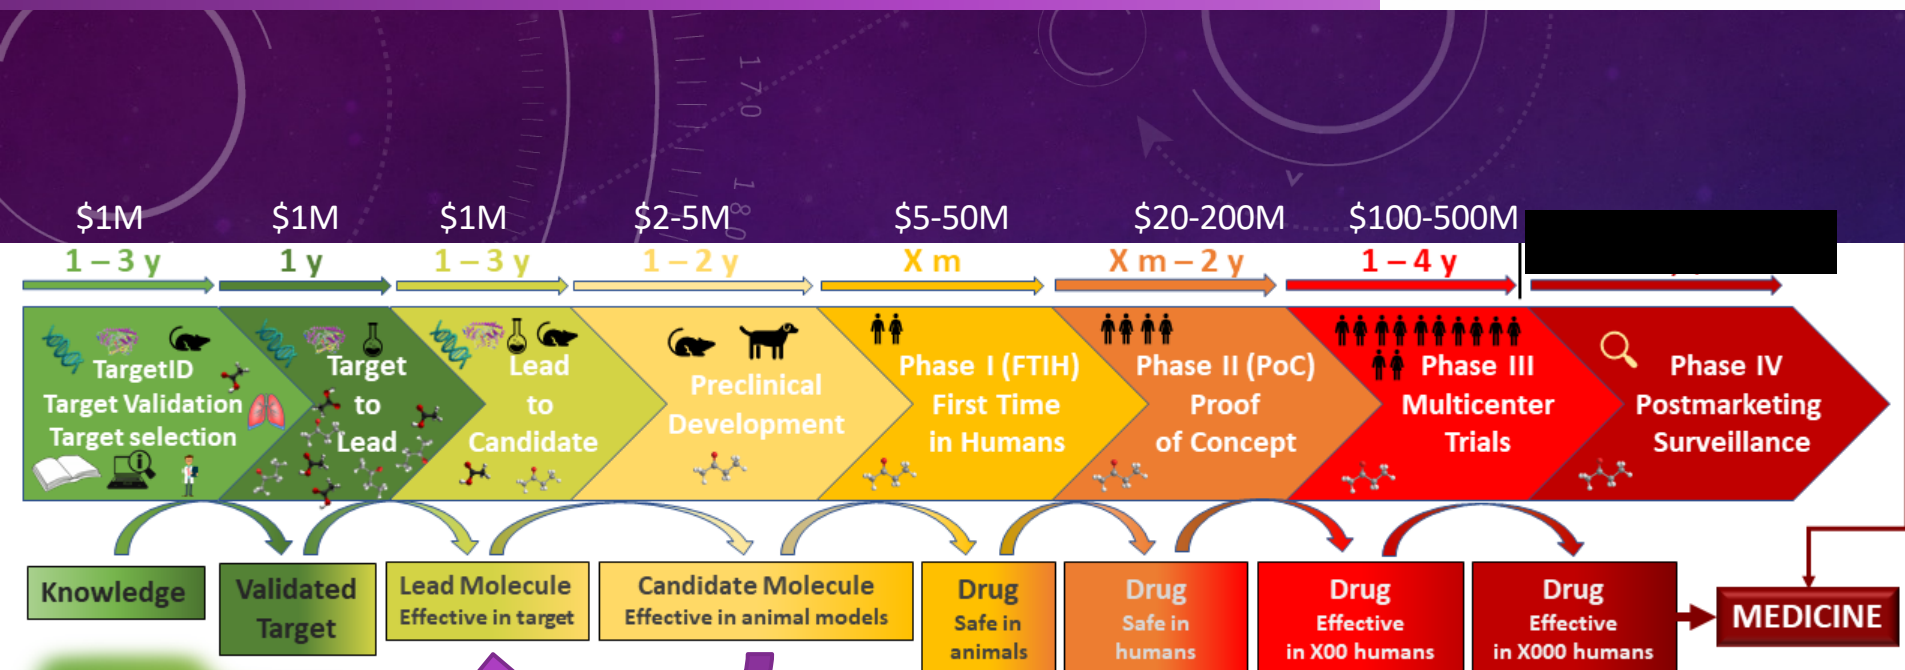 170
180
$1M
$1M
$1M
$2-5M
$5-50M
$20-200M
$100-500M
1 – 3 y
1 y
1 – 3 y
1 – 2 y
X m
X m – 2 y
1 – 4 y
TargetID
Target Validation
Target selection
Target
to
Lead
Lead
to
Candidate
Preclinical
Development
Phase I (FTIH)
First Time
in Humans
Phase II (PoC)
Proof
of Concept
Phase III
Multicenter
Trials
Phase IV
Postmarketing
Surveillance
Knowledge
Validated
Target
Lead Molecule
Effective in target
Candidate Molecule
Effective in animal models
Drug
Safe in
animals
Drug
Safe in
humans
Drug
Effective
in X00 humans
Drug
Effective
in X000 humans
MEDICINE